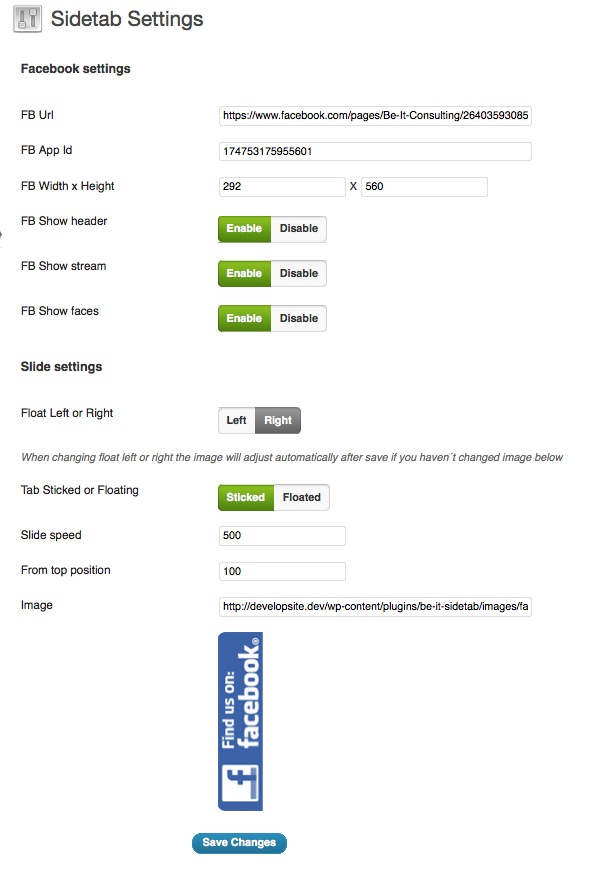 Sidetab Settings
Facebook settings
FB Url https://www.facebook.com/pages/Be-It-Consulting/26403593085
FB App Id 174753175955601
FB Width x Height 292 X 560
FB Show header Enable Disable
FB Show stream Enable Disable
FB Show faces Enable Disable
Slide settings
Float Left or Right Left Right
When changing float left or right the image will adjust automatically after save if you haven´t changed image below
Tab Sticked or Floating Sticked Floated
Slide speed 500
From top position 100
Image http://developsite.dev/wp-content/plugins/be-it-sidetab/images/fa
Find us on:
facebook®
Save Changes